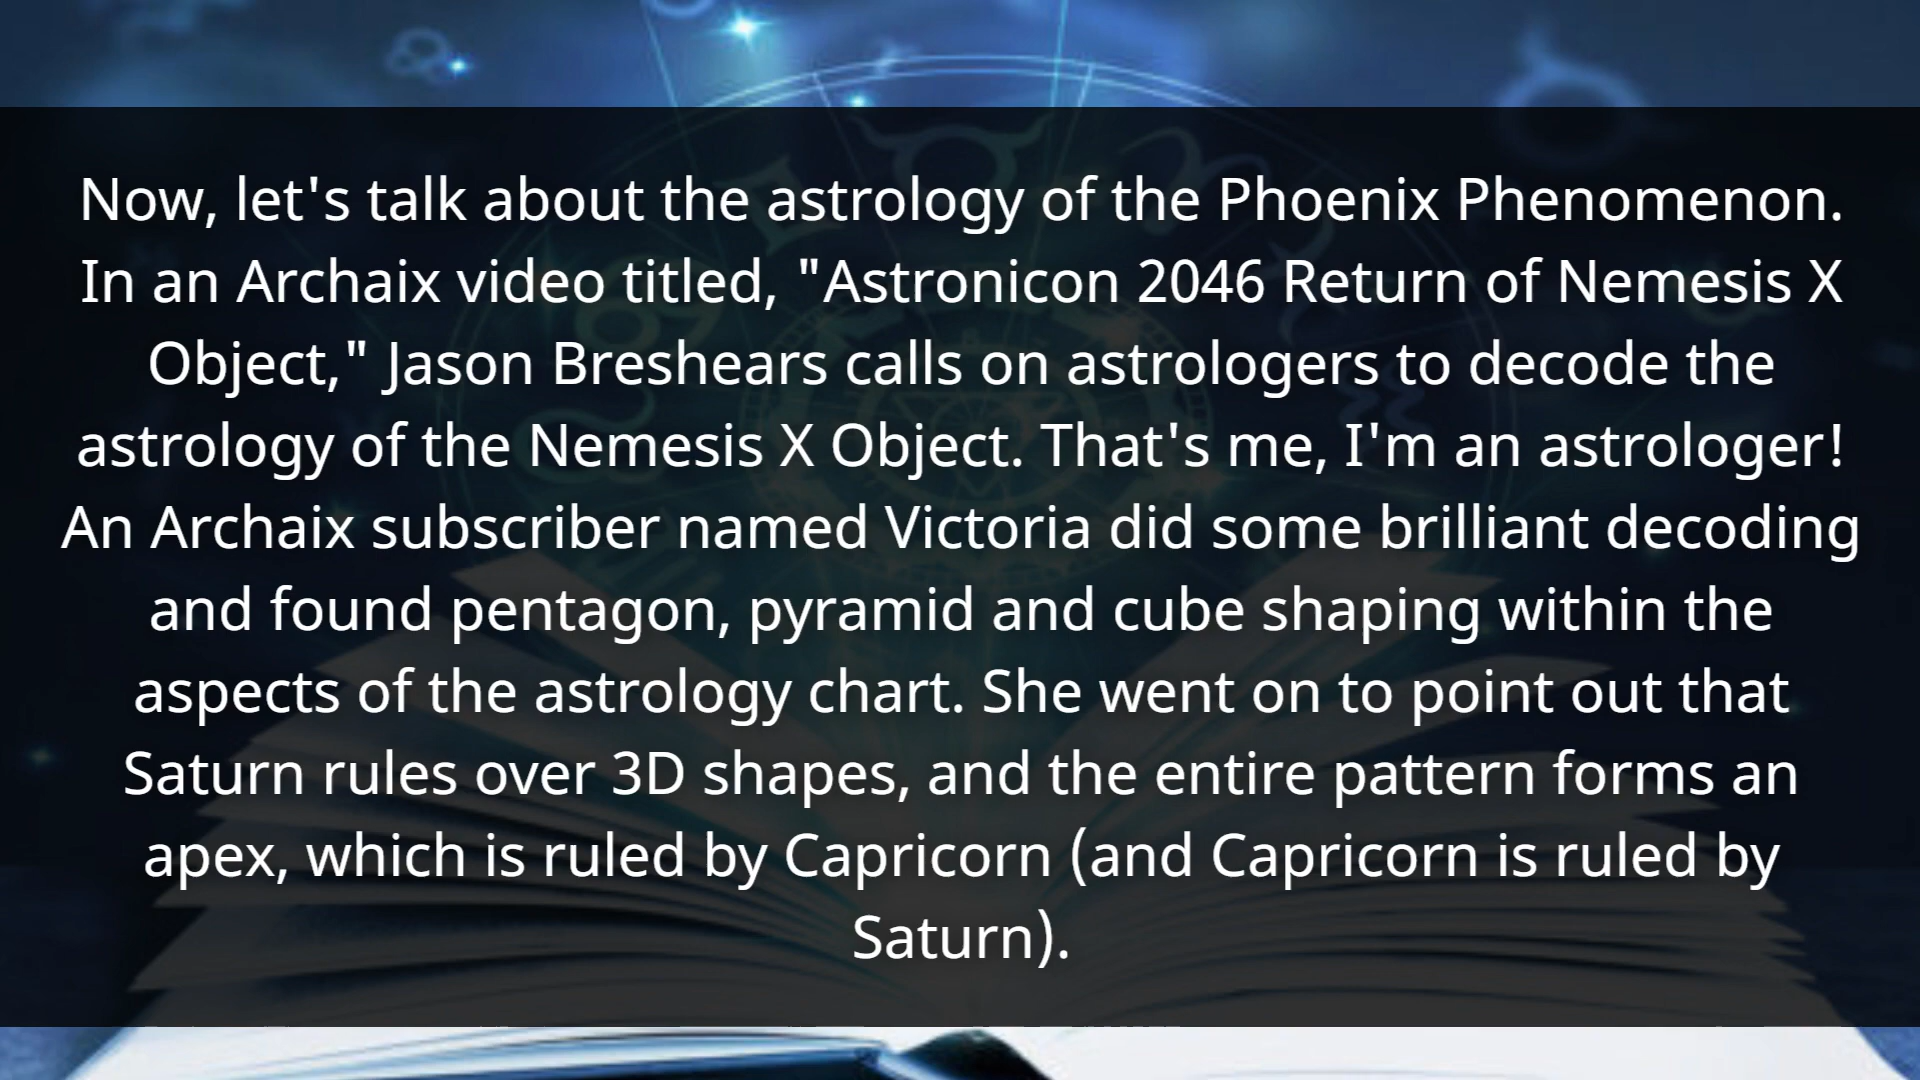 Now, let's talk about the astrology of the Phoenix Phenomenon.
In an Archaix video titled, "Astronicon 2046 Return of Nemesis X
Object," Jason Breshears calls on astrologers to decode the
astrology of the Nemesis X Object. That's me, I'm an astrologer!
An Archaix subscriber named Victoria did some brilliant decoding
and found pentagon, pyramid and cube shaping within the
aspects of the astrology chart. She went on to point out that
Saturn rules over 3D shapes, and the entire pattern forms an
apex, which is ruled by Capricorn (and Capricorn is ruled by
Saturn).